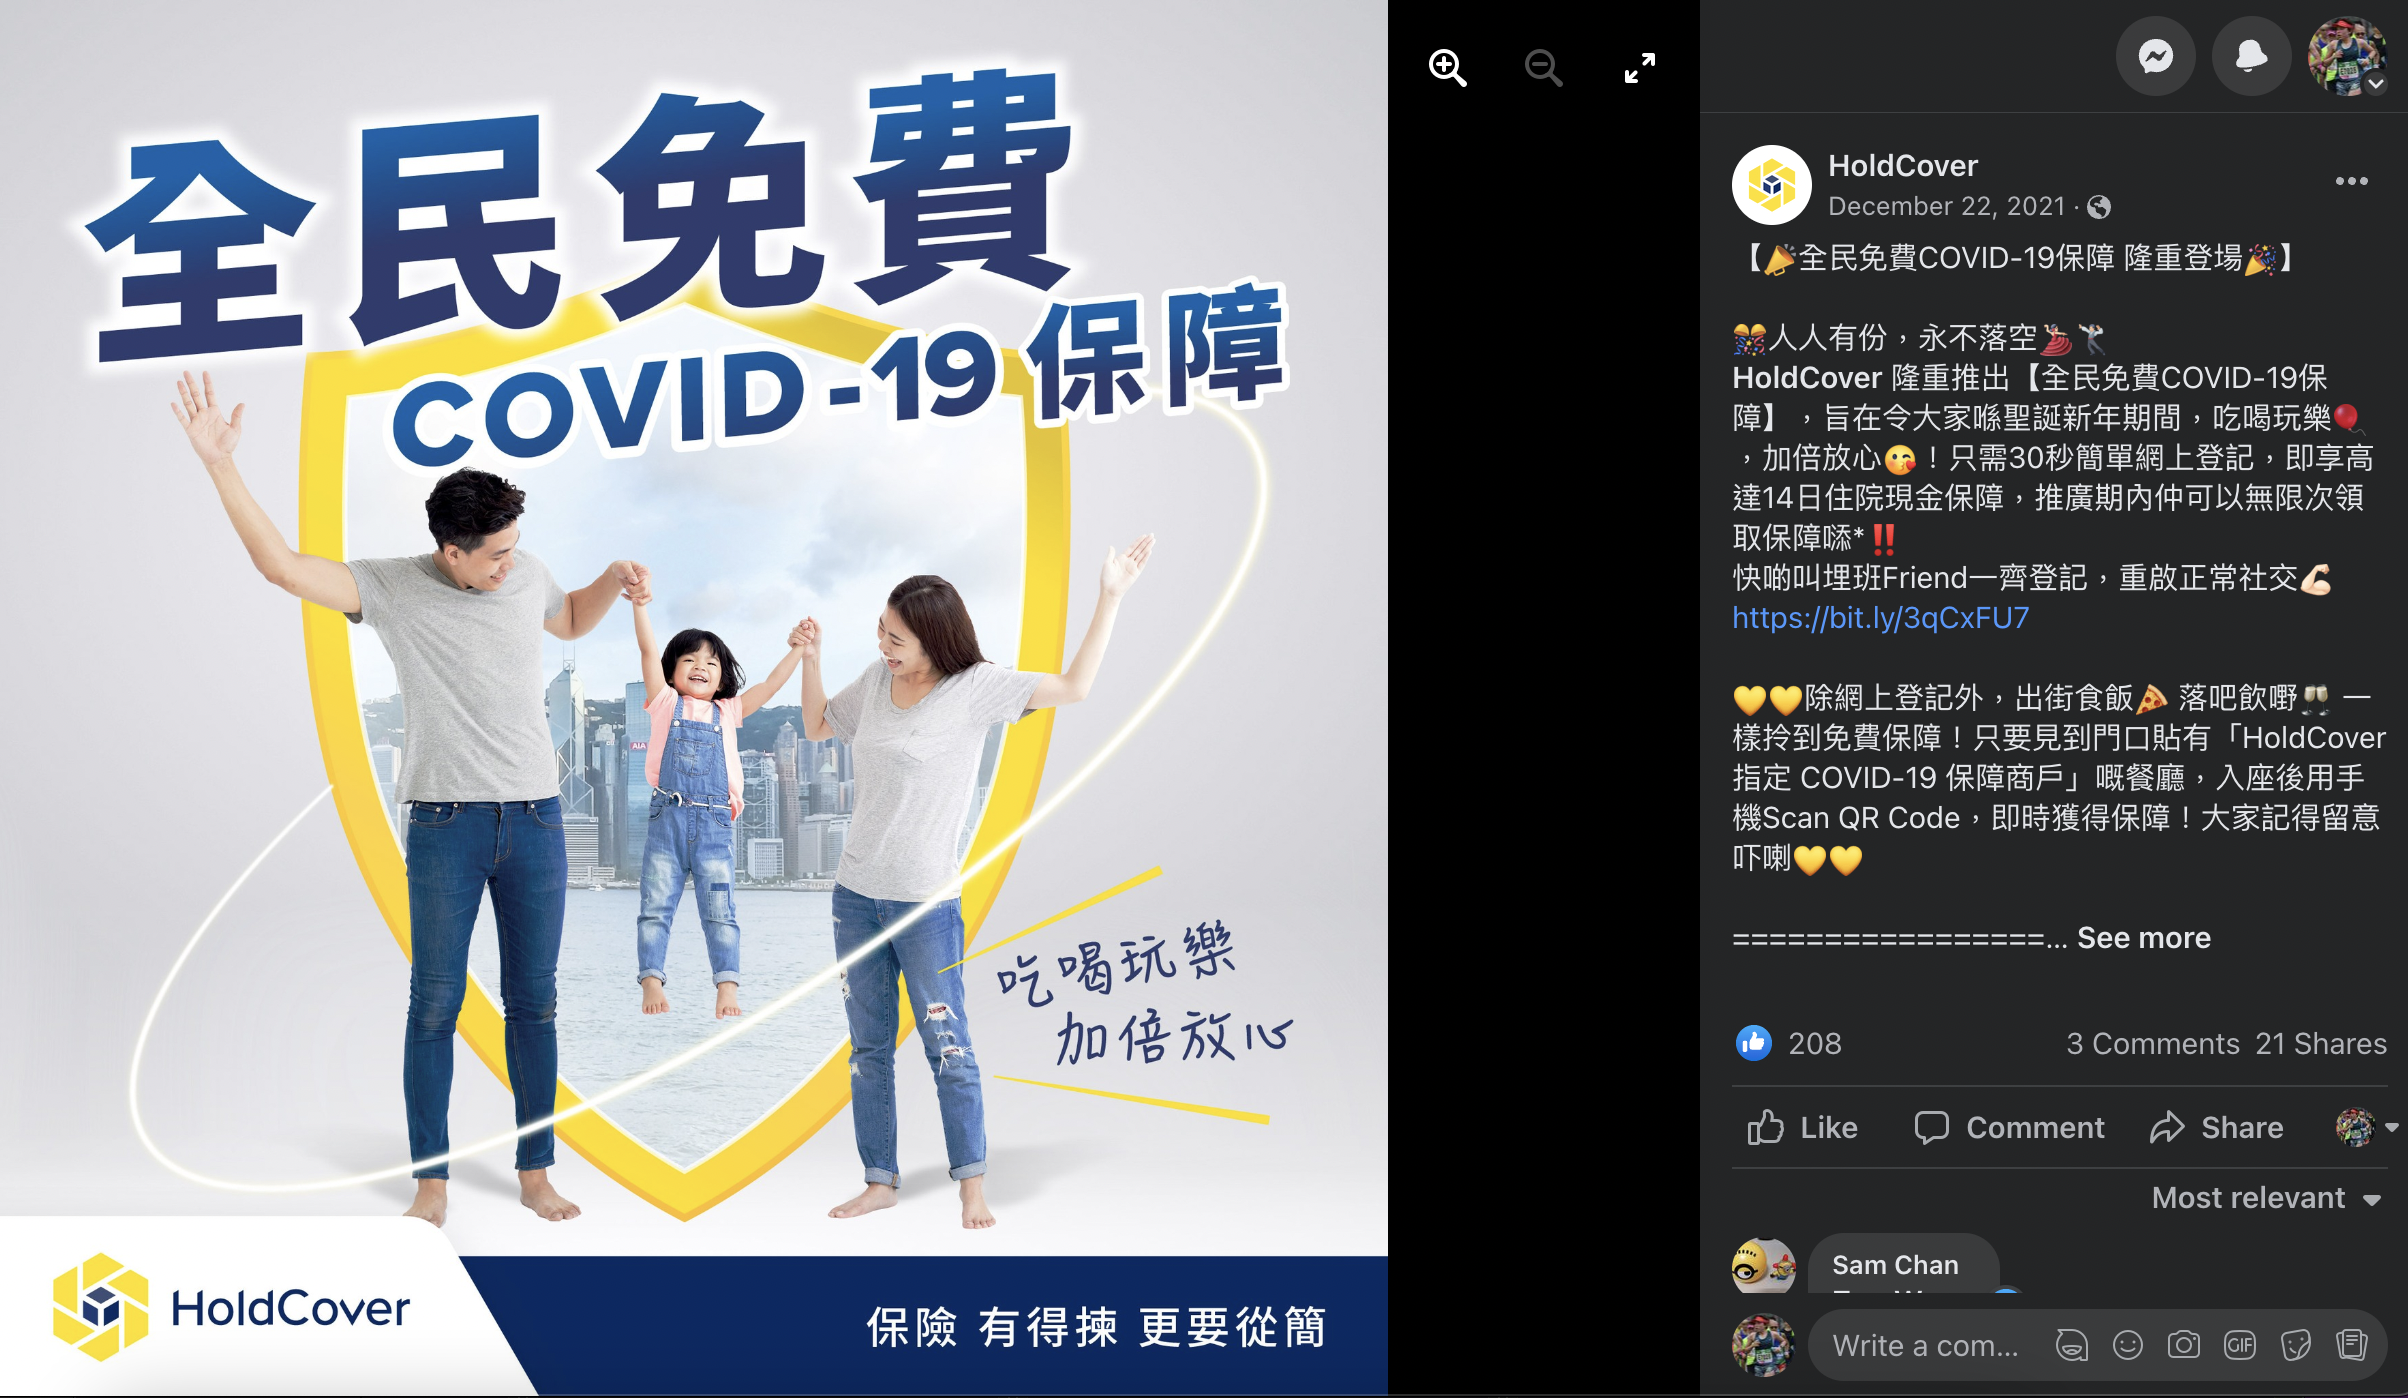 全民免費
COVID-19保障
AIA
吃喝玩樂
加倍放心
HoldCover
保險 有得揀 更要從簡
HoldCover
December 22, 2021 ·
【📣全民免費COVID-19保障 隆重登場🎉】
🎊人人有份，永不落空💃🕺
HoldCover 隆重推出【全民免費COVID-19保
障】，旨在令大家喺聖誕新年期間，吃喝玩樂🎈
，加倍放心😘！只需30秒簡單網上登記，即享高
達14日住院現金保障，推廣期內仲可以無限次領
取保障㗎*‼️
快啲叫埋班Friend一齊登記，重啟正常社交💪🏻
https://bit.ly/3qCxFU7
💛💛除網上登記外，出街食飯🍕 落吧飲嘢🥂 一
樣拎到免費保障！只要見到門口貼有「HoldCover
指定 COVID-19 保障商戶」嘅餐廳，入座後用手
機Scan QR Code，即時獲得保障！大家記得留意
吓喇💛💛
=================... See more
208
3 Comments 21 Shares
Like Comment Share
Most relevant
Sam Chan
Write a com...
GIF